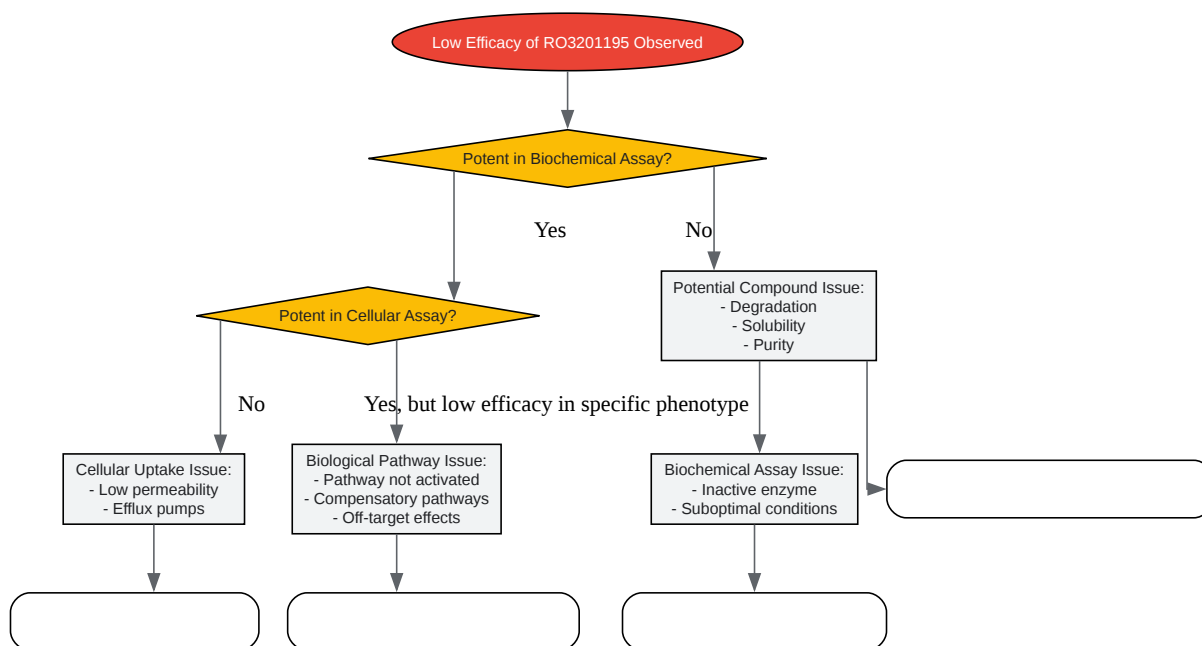 Low Efficacy of RO3201195 Observed
Potent in Biochemical Assay?
Yes
No
Potential Compound Issue:
- Degradation
- Solubility
- Purity
Potent in Cellular Assay?
No
Yes, but low efficacy in specific phenotype
Cellular Uptake Issue:
- Low permeability
- Efflux pumps
Biological Pathway Issue:
- Pathway not activated
- Compensatory pathways
- Off-target effects
Biochemical Assay Issue:
- Inactive enzyme
- Suboptimal conditions